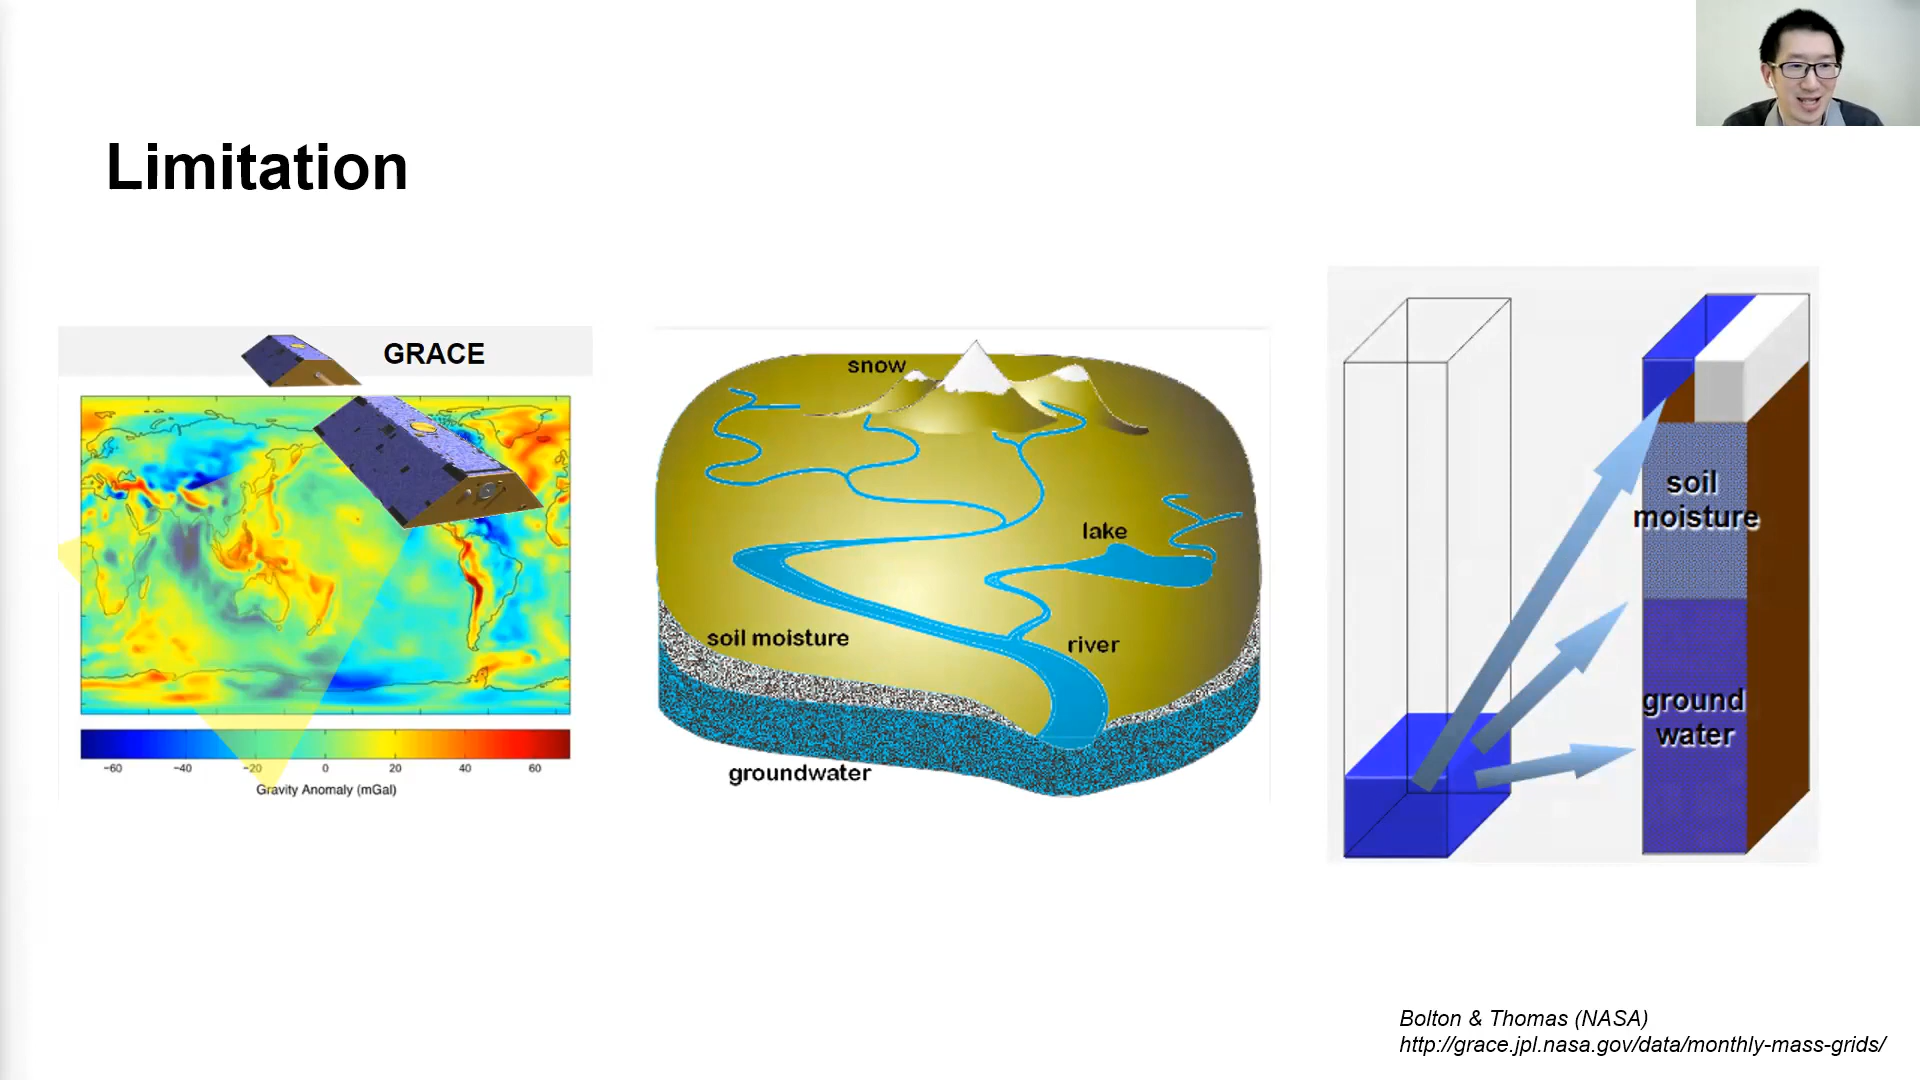 Limitation
GRACE
−60
−40
−20
0
20
40
60
Gravity Anomaly (mGal)
snow
lake
soil moisture
river
groundwater
soil
moisture
ground
water
Bolton & Thomas (NASA)
http://grace.jpl.nasa.gov/data/monthly-mass-grids/